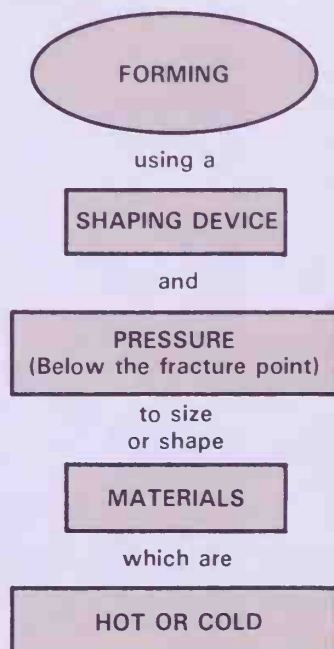 FORMING
using a
SHAPING DEVICE
and
PRESSURE
(Below the fracture point)
to size
or shape
MATERIALS
which are
HOT OR COLD